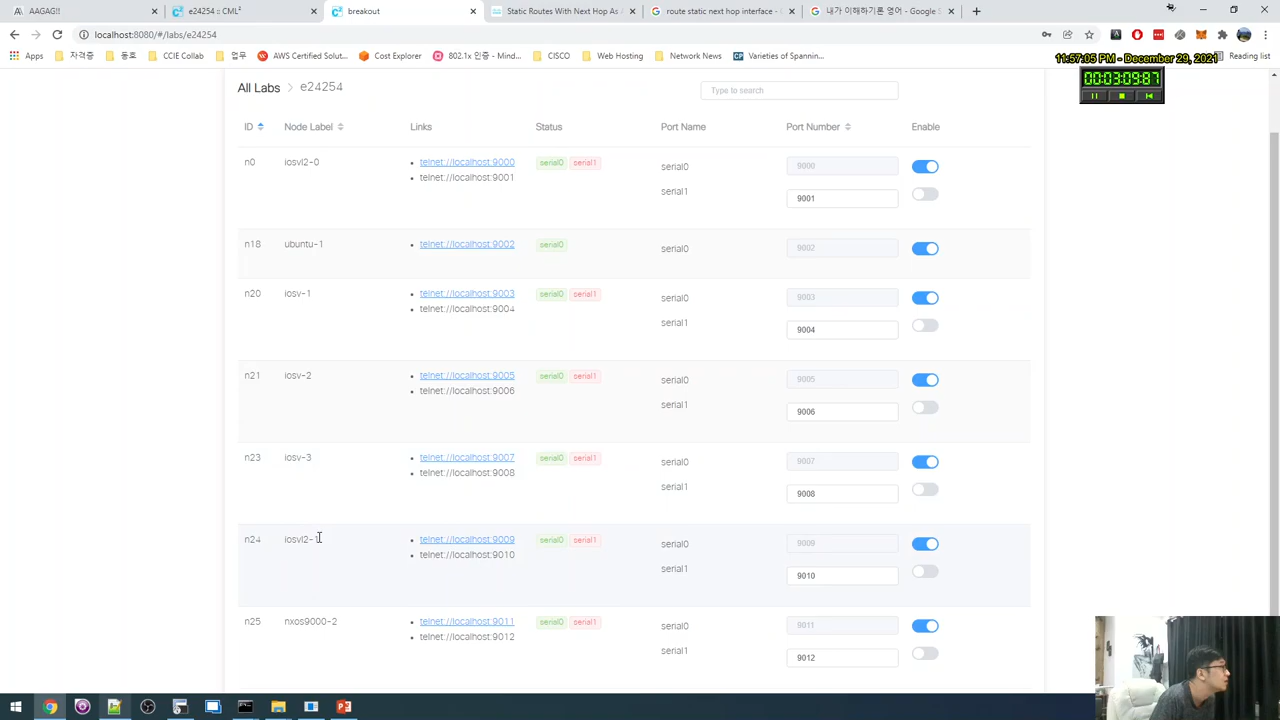 AAGAG!!
e24254 :: CML²
breakout
Static Routes With Next Hop As A
route static next hop interface - G
내가 이해하기론 영어 - Google S
localhost:8080/#/labs/e24254
Apps
자격증
동호
CCIE Collab
업무
AWS Certified Solut...
Cost Explorer
802.1x 인증 - Mind...
CISCO
Web Hosting
Network News
Varieties of Spannin...
Reading list
11:57:05 PM - December 29, 2021
00:03:09:87
All Labs
e24254
Type to search
ID
Node Label
Links
Status
Port Name
Port Number
Enable
n0
iosvl2-0
telnet://localhost:9000
serial0
serial1
serial0
9000
telnet://localhost:9001
serial1
9001
n18
ubuntu-1
telnet://localhost:9002
serial0
serial0
9002
n20
iosv-1
telnet://localhost:9003
serial0
serial1
serial0
9003
telnet://localhost:9004
serial1
9004
n21
iosv-2
telnet://localhost:9005
serial0
serial1
serial0
9005
telnet://localhost:9006
serial1
9006
n23
iosv-3
telnet://localhost:9007
serial0
serial1
serial0
9007
telnet://localhost:9008
serial1
9008
n24
iosvl2-1
telnet://localhost:9009
serial0
serial1
serial0
9009
telnet://localhost:9010
serial1
9010
n25
nxos9000-2
telnet://localhost:9011
serial0
serial1
serial0
9011
telnet://localhost:9012
serial1
9012